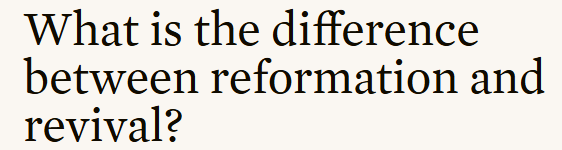 What is the difference
between reformation and
revival?